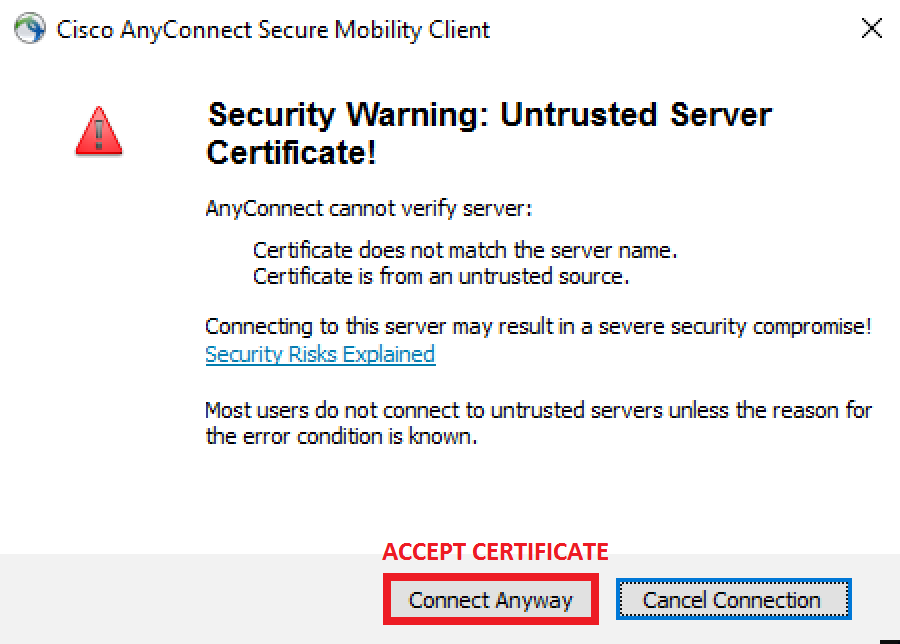 Cisco AnyConnect Secure Mobility Client
Security Warning: Untrusted Server
Certificate!
AnyConnect cannot verify server:
Certificate does not match the server name.
Certificate is from an untrusted source.
Connecting to this server may result in a severe security compromise!
Security Risks Explained
Most users do not connect to untrusted servers unless the reason for
the error condition is known.
ACCEPT CERTIFICATE
Connect Anyway
Cancel Connection